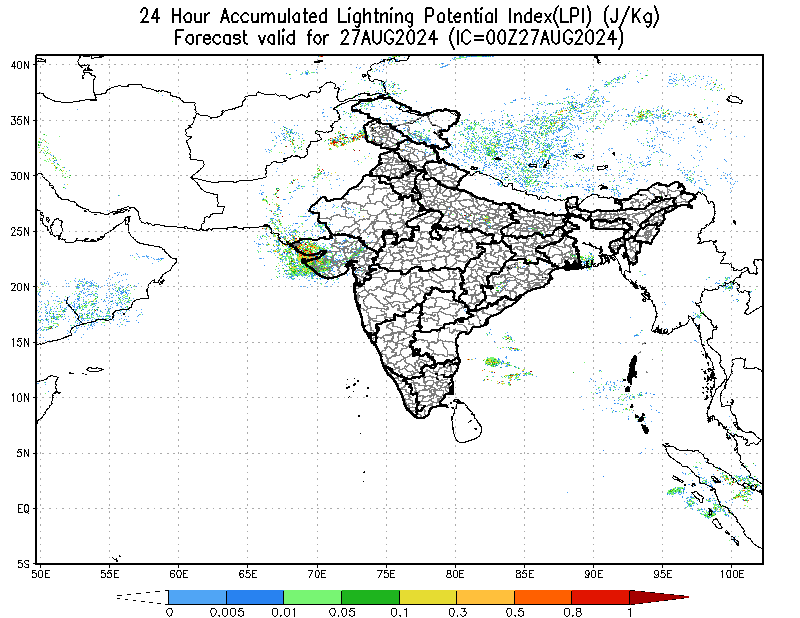 24 Hour Accumulated Lightning Potential Index(LPI) (J/Kg)
Forecast valid for 27AUG2024 (IC=00Z27AUG2024)
40N
35N
30N
25N
20N
15N
10N
5N
EQ
5S
50E 55E 60E 65E 70E 75E 80E 85E 90E 95E 100E
0 0.005 0.01 0.05 0.1 0.3 0.5 0.8 1